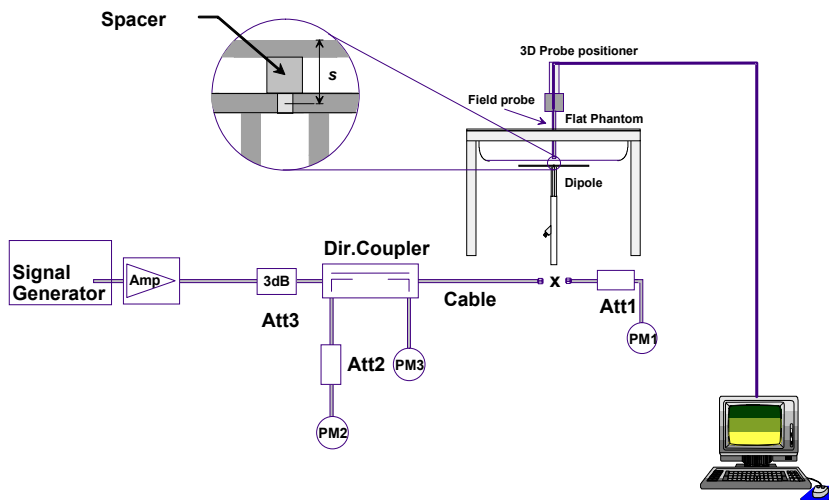 Spacer
s
3D Probe positioner
Field probe
Flat Phantom
Dipole
Dir.Coupler
Signal
Generator
Amp
3dB
Cable
x
Att1
Att3
PM1
Att2
PM3
PM2